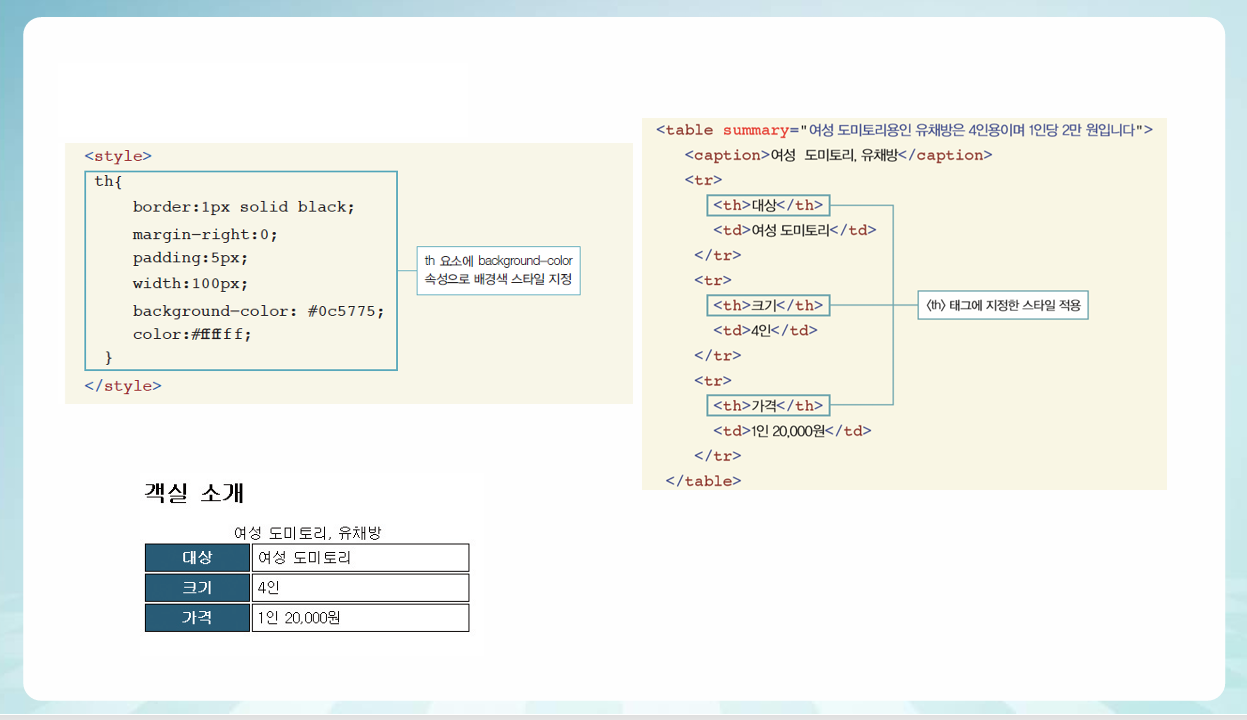 <style>
th{
border:1px solid black;
margin-right:0;
padding:5px;
width:100px;
background-color: #0c5775;
color:#ffffff;
}
</style>
th 요소에 background-color
속성으로 배경색 스타일 지정
<table summary="여성 도미토리용인 유채방은 4인용이며 1인당 2만 원입니다">
<caption>여성 도미토리, 유채방</caption>
<tr>
<th>대상</th>
<td>여성 도미토리</td>
</tr>
<tr>
<th>크기</th>
<td>4인</td>
</tr>
<tr>
<th>가격</th>
<td>1인 20,000원</td>
</tr>
</table>
<th> 태그에 지정한 스타일 적용
객실 소개
여성 도미토리, 유채방
대상 여성 도미토리
크기 4인
가격 1인 20,000원